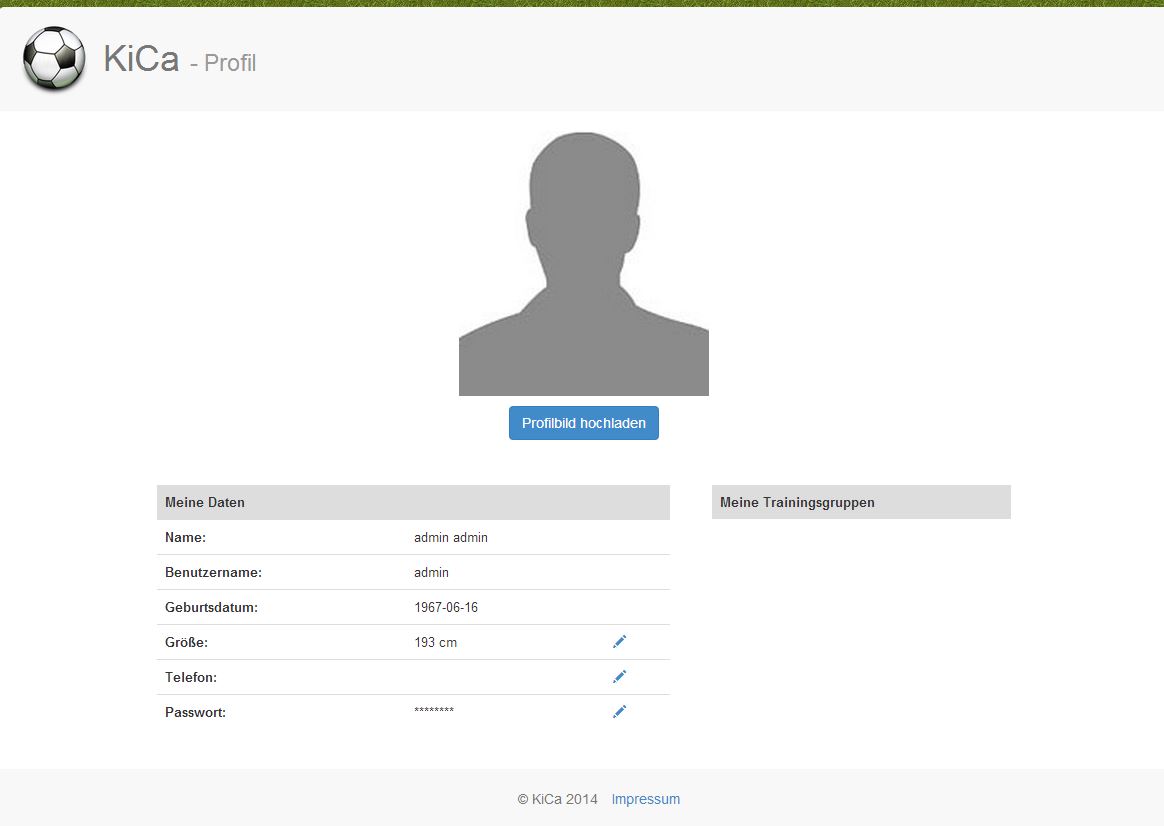 KiCa - Profil
Profilbild hochladen
Meine Daten
Name: admin admin
Benutzername: admin
Geburtsdatum: 1967-06-16
Größe: 193 cm
Telefon:
Passwort: ********
Meine Trainingsgruppen
© KiCa 2014 Impressum